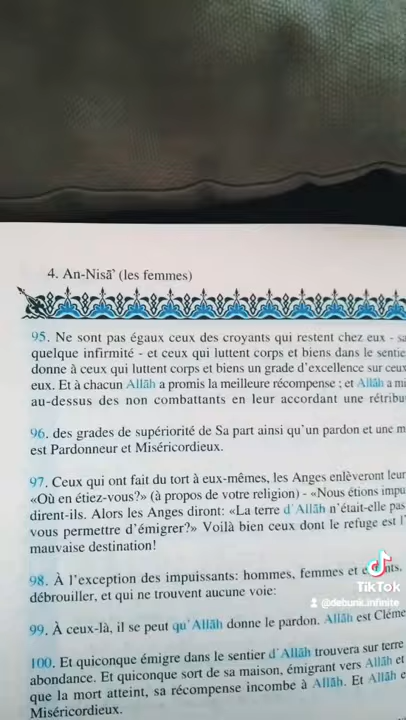 4. An-Nisā' (les femmes)
95. Ne sont pas égaux ceux des croyants qui restent chez eux -
quelque infirmité - et ceux qui luttent corps et biens dans le
donne à ceux qui luttent corps et biens un grade d'excellence sur
eux. Et à chacun Allāh a promis la meilleure récompense ; et Allāh a
au-dessus des non combattants en leur accordant une
96. des grades de supériorité de Sa part ainsi qu'un pardon et une
est Pardonneur et Miséricordieux.
97. Ceux qui ont fait du tort à eux-mêmes, les Anges enlèveront leur
«Où en étiez-vous?» (à propos de votre religion) - «Nous étions
dirent-ils. Alors les Anges diront: «La terre d'Allāh n'était-elle pas
vous permettre d'émigrer?» Voilà bien ceux dont le refuge est
mauvaise destination!
98. À l'exception des impuissants: hommes, femmes et
débrouiller, et qui ne trouvent aucune voie:
99. À ceux-là, il se peut qu'Allāh donne le pardon. Allāh est
100. Et quiconque émigre dans le sentier d'Allāh trouvera sur terre
abondance. Et quiconque sort de sa maison, émigrant vers Allāh et
que la mort atteint, sa récompense incombe à Allāh. Et Allāh
Miséricordieux.
TikTok
@debunk.infinite